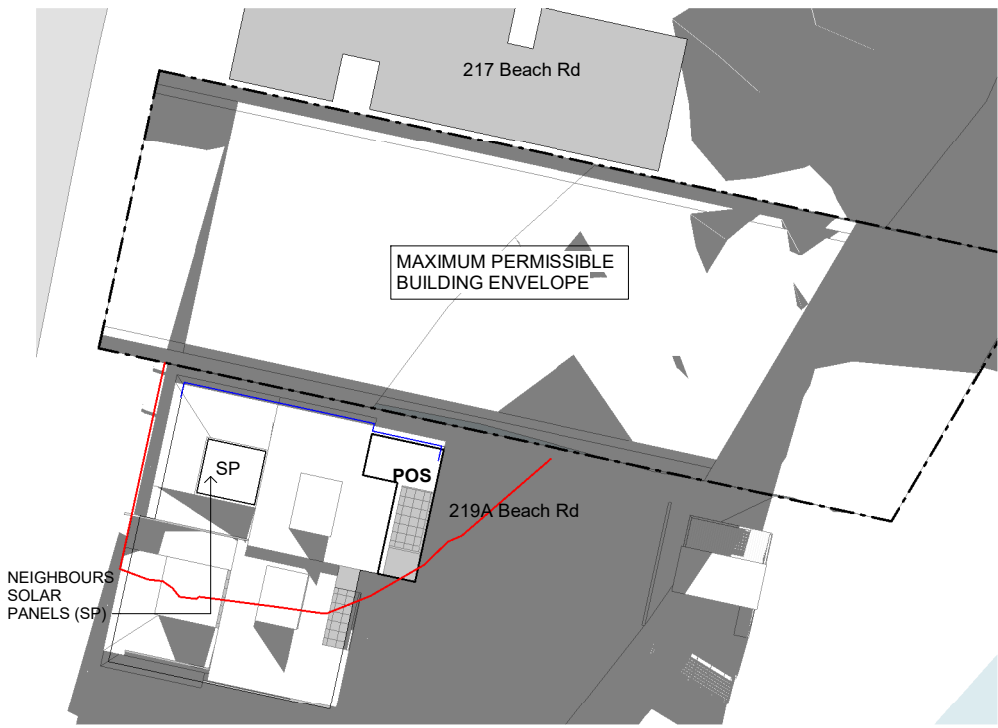 217 Beach Rd
MAXIMUM PERMISSIBLE
BUILDING ENVELOPE
SP
POS
219A Beach Rd
NEIGHBOURS
SOLAR
PANELS (SP)